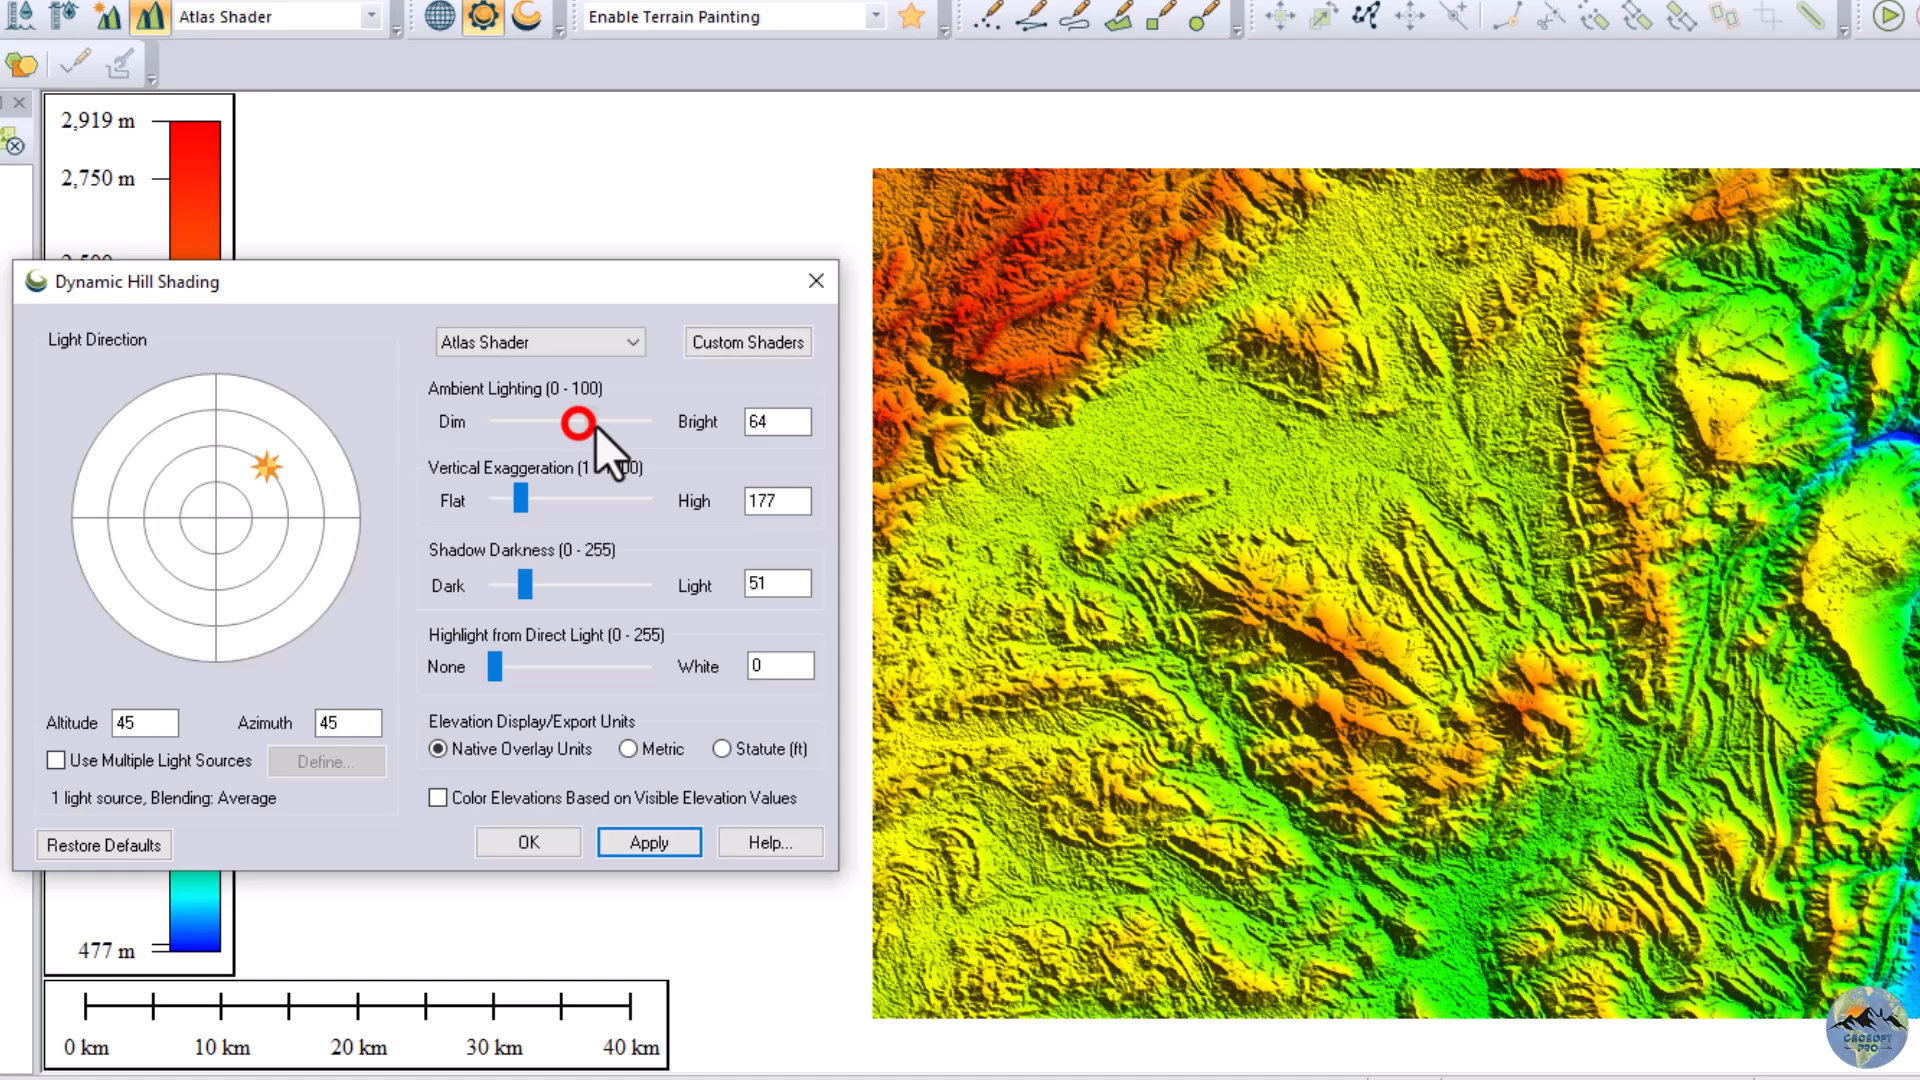 Atlas Shader
Enable Terrain Painting
2,919 m
2,750 m
Dynamic Hill Shading
Light Direction
Atlas Shader
Custom Shaders
Ambient Lighting (0 - 100)
Dim
Bright
64
Vertical Exaggeration (1
Flat
High
177
Shadow Darkness (0 - 255)
Dark
Light
51
Highlight from Direct Light (0 - 255)
None
White
0
Altitude
45
Azimuth
45
Elevation Display/Export Units
Native Overlay Units
Metric
Statute (ft)
Use Multiple Light Sources
Define...
1 light source, Blending: Average
Color Elevations Based on Visible Elevation Values
Restore Defaults
OK
Apply
Help...
477 m
0 km
10 km
20 km
30 km
40 km
GEOSOFT
PRO